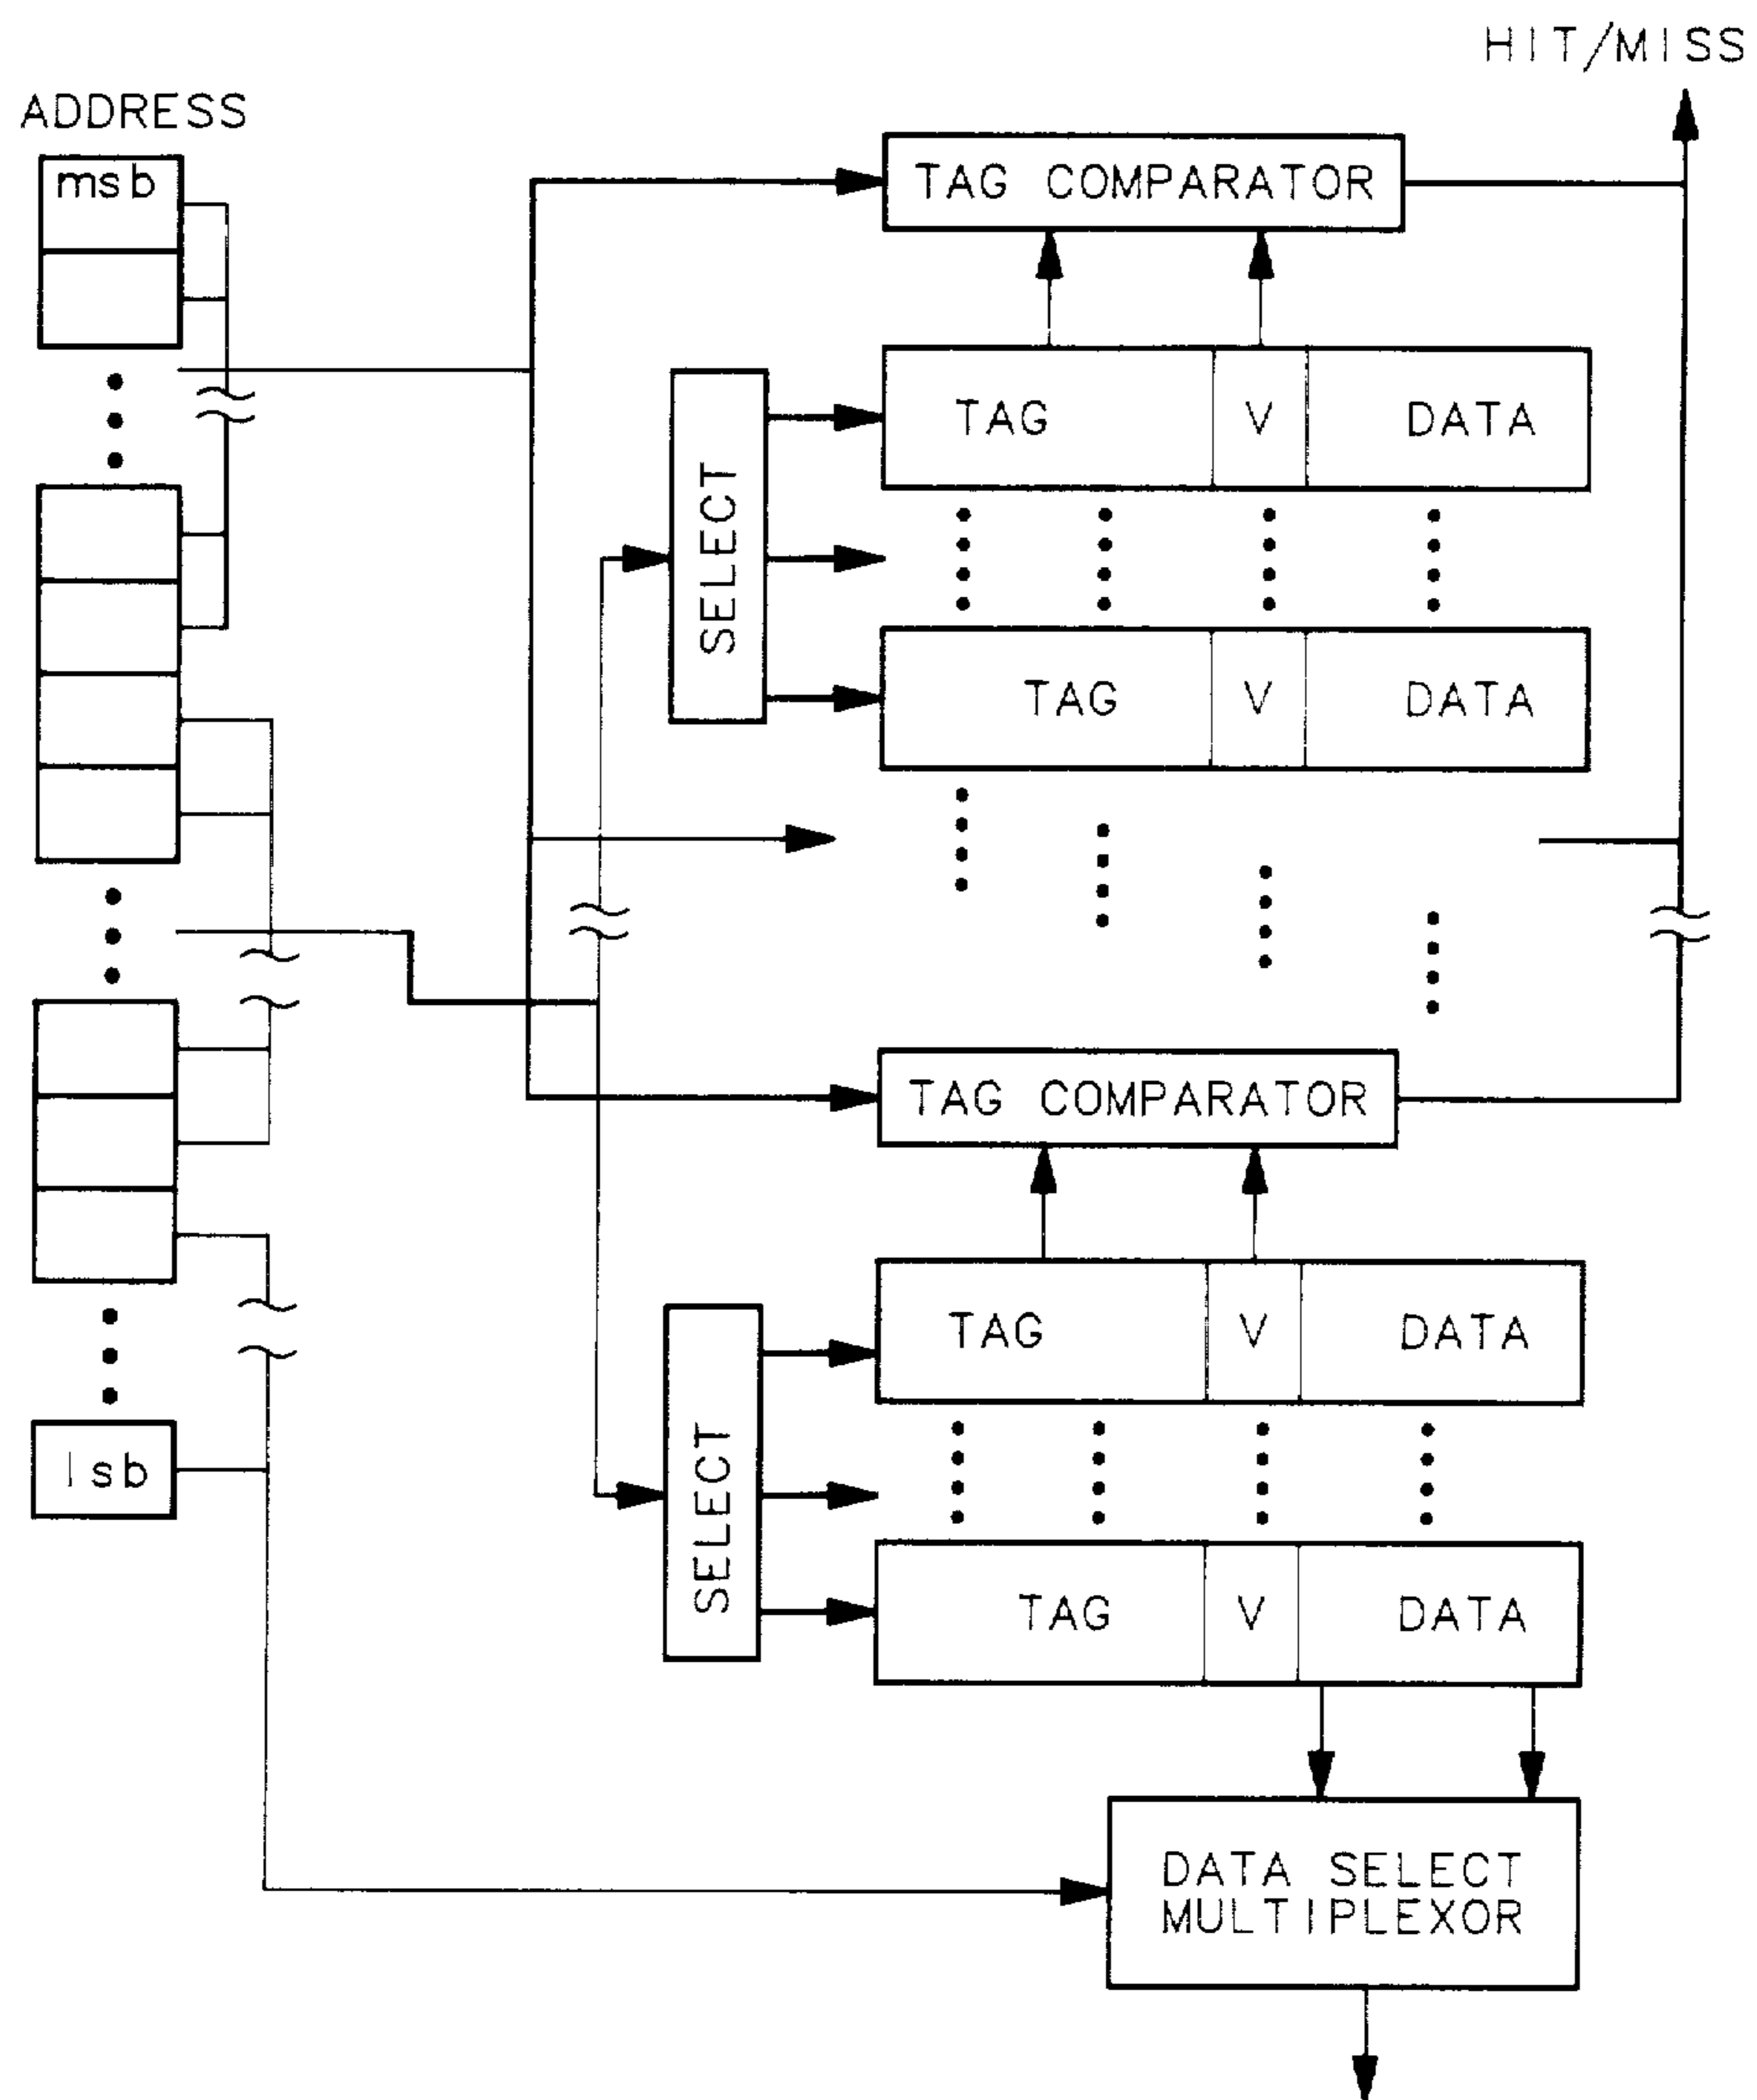 HIT/MISS
ADDRESS
msb
TAG COMPARATOR
SELECT
TAG V DATA
TAG V DATA
TAG COMPARATOR
SELECT
TAG V DATA
TAG V DATA
lsb
DATA SELECT
MULTIPLEXOR